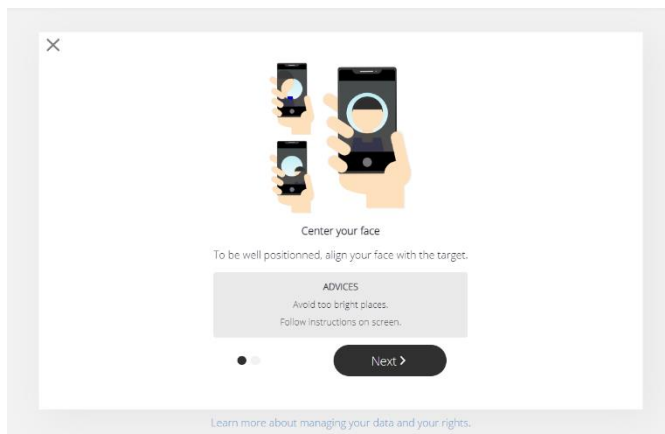 Center your face
To be well positionned, align your face with the target.
ADVICES
Avoid too bright places.
Follow instructions on screen.
Next
Learn more about managing your data and your rights.